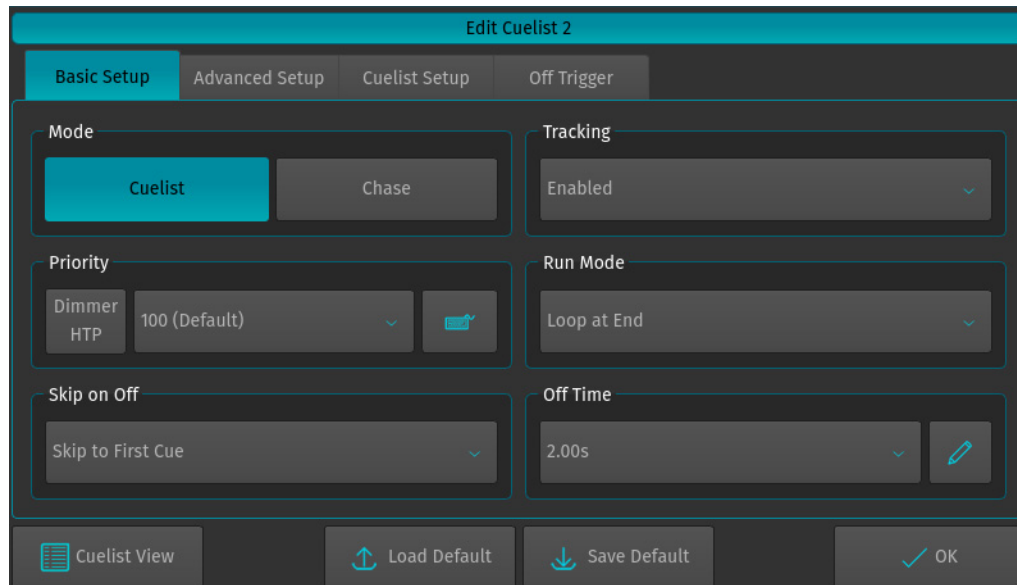 Edit Cuelist 2
Basic Setup
Advanced Setup
Cuelist Setup
Off Trigger
Mode
Cuelist
Chase
Tracking
Enabled
Priority
Dimmer
HTP
100 (Default)
Run Mode
Loop at End
Skip on Off
Skip to First Cue
Off Time
2.00s
Cuelist View
Load Default
Save Default
OK